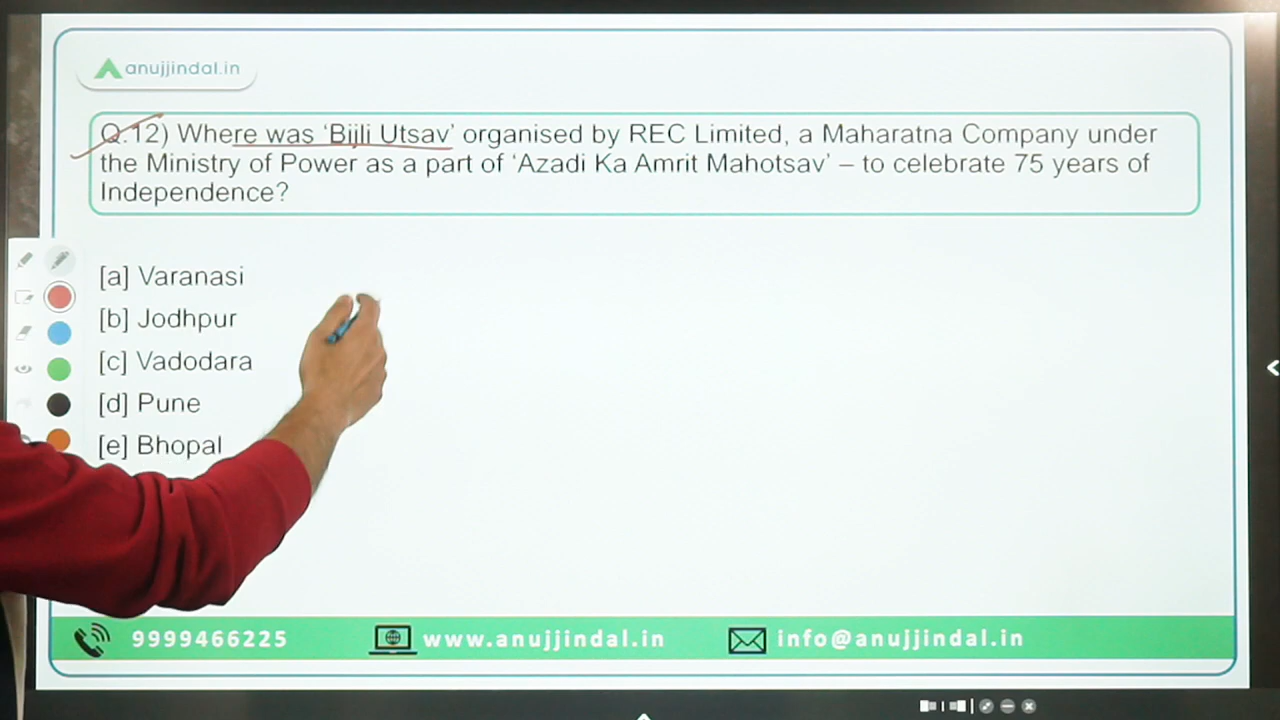 anujjindal.in
Q.12) Where was ‘Bijli Utsav’ organised by REC Limited, a Maharatna Company under
the Ministry of Power as a part of ‘Azadi Ka Amrit Mahotsav’ – to celebrate 75 years of
Independence?
[a] Varanasi
[b] Jodhpur
[c] Vadodara
[d] Pune
[e] Bhopal
9999466225 www.anujjindal.in info@anujjindal.in